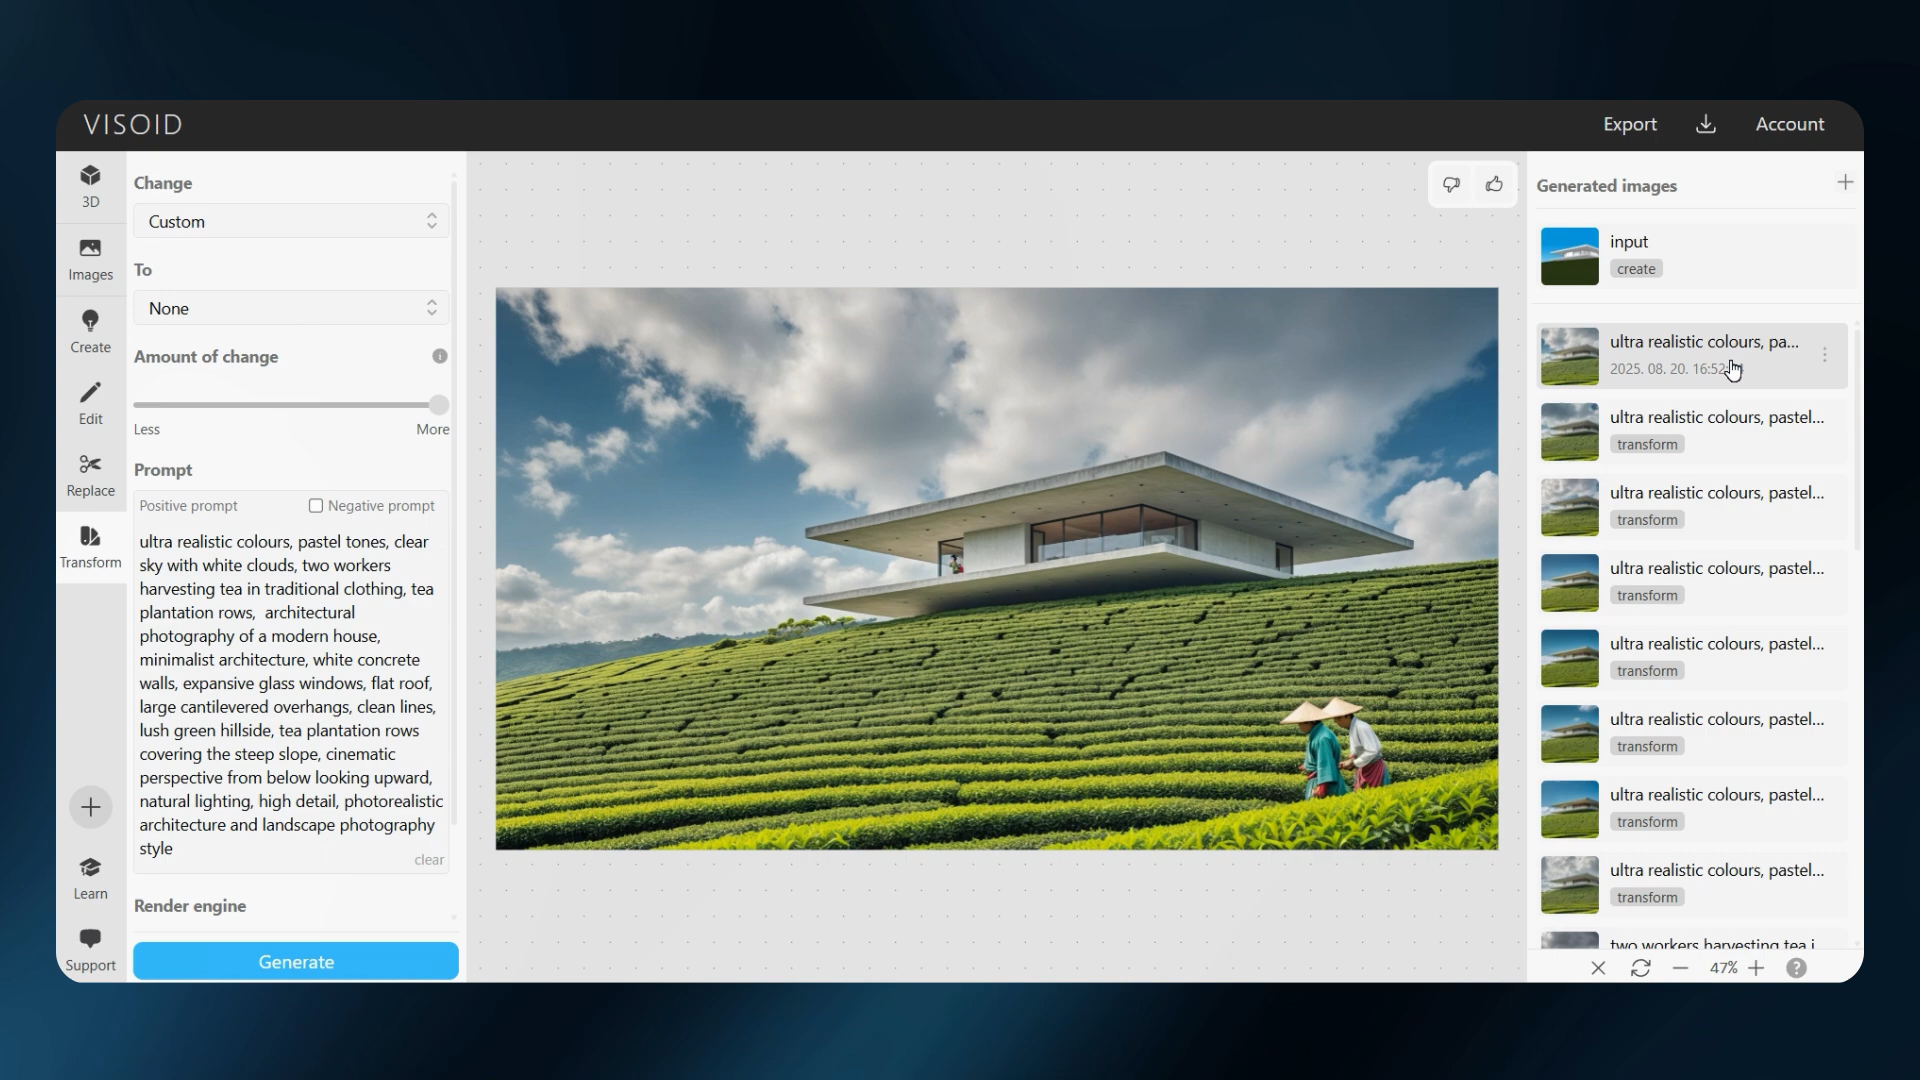 VISOID
Export
Account
3D
Images
Create
Edit
Replace
Transform
Learn
Support
Change
Custom
To
None
Amount of change
Less
More
Prompt
Positive prompt
Negative prompt
ultra realistic colours, pastel tones, clear
sky with white clouds, two workers
harvesting tea in traditional clothing, tea
plantation rows, architectural
photography of a modern house,
minimalist architecture, white concrete
walls, expansive glass windows, flat roof,
large cantilevered overhangs, clean lines,
lush green hillside, tea plantation rows
covering the steep slope, cinematic
perspective from below looking upward,
natural lighting, high detail, photorealistic
architecture and landscape photography
style
clear
Render engine
Generate
Generated images
input
create
ultra realistic colours, pa...
2025. 08. 20. 16:52
ultra realistic colours, pastel...
transform
ultra realistic colours, pastel...
transform
ultra realistic colours, pastel...
transform
ultra realistic colours, pastel...
transform
ultra realistic colours, pastel...
transform
ultra realistic colours, pastel...
transform
ultra realistic colours, pastel...
transform
two workers harvesting tea i
47%